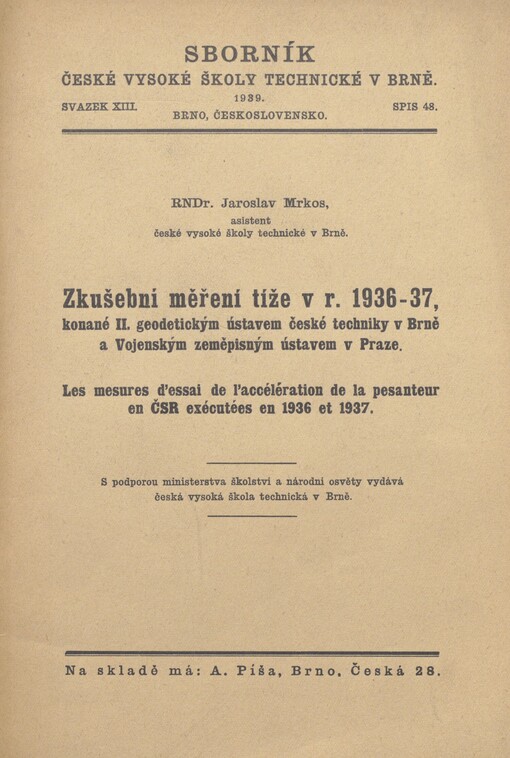 SBORNÍK
ČESKÉ VYSOKÉ ŠKOLY TECHNICKÉ V BRNĚ.
1939.
SVAZEK XIII.
SPIS 48.
BRNO, ČESKOSLOVENSKO.
RNDr. Jaroslav Mrkos,
asistent
české vysoké školy technické v Brně.
Zkušební měření tíže v r. 1936-37,
konané II. geodetickým ústavem české techniky v Brně
a Vojenským zeměpisným ústavem v Praze.
Les mesures d'essai de l'accélération de la pesanteur
en ČSR exécutées en 1936 et 1937.
S podporou ministerstva školství a národní osvěty vydává
česká vysoká škola technická v Brně.
Na skladě má: A. Píša, Brno, Česká 28.